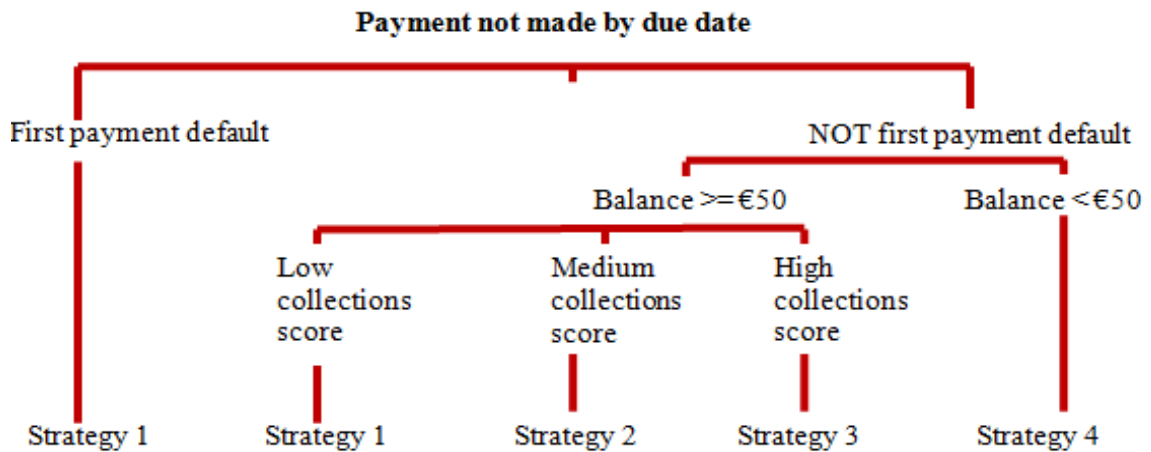 Payment not made by due date
First payment default
NOT first payment default
Balance >=€50
Balance <€50
Low
collections
score
Medium
collections
score
High
collections
score
Strategy 1
Strategy 1
Strategy 2
Strategy 3
Strategy 4